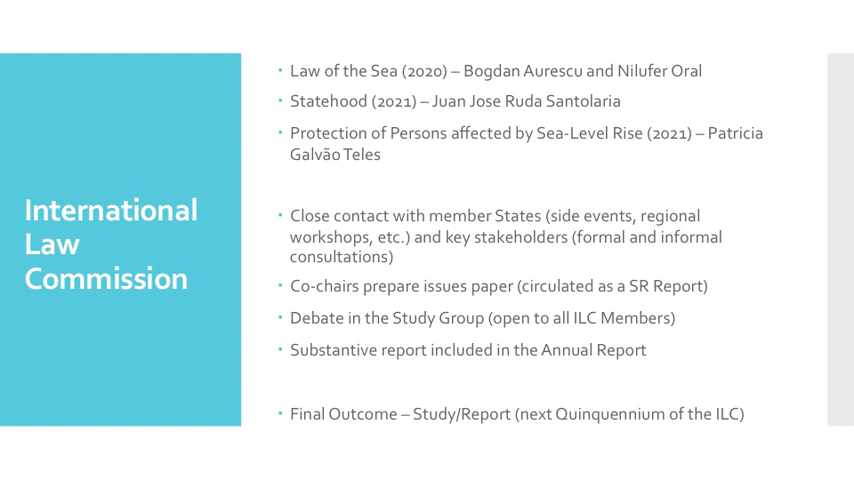 International
Law
Commission
• Law of the Sea (2020) – Bogdan Aurescu and Nilufer Oral
• Statehood (2021) – Juan Jose Ruda Santolaria
• Protection of Persons affected by Sea-Level Rise (2021) – Patricia
Galvão Teles
• Close contact with member States (side events, regional
workshops, etc.) and key stakeholders (formal and informal
consultations)
• Co-chairs prepare issues paper (circulated as a SR Report)
• Debate in the Study Group (open to all ILC Members)
• Substantive report included in the Annual Report
• Final Outcome – Study/Report (next Quinquennium of the ILC)